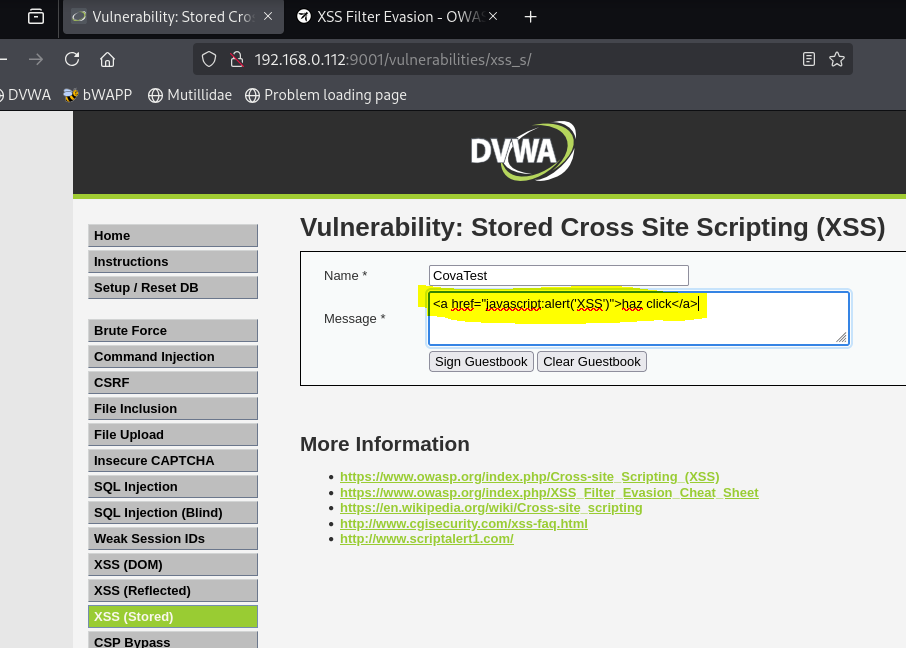 Vulnerability: Stored Cro
XSS Filter Evasion - OWA
192.168.0.112:9001/vulnerabilities/xss_s/
DVWA
bWAPP
Mutillidae
Problem loading page
DVWA
Home
Instructions
Setup / Reset DB
Brute Force
Command Injection
CSRF
File Inclusion
File Upload
Insecure CAPTCHA
SQL Injection
SQL Injection (Blind)
Weak Session IDs
XSS (DOM)
XSS (Reflected)
XSS (Stored)
CSP Bypass
Vulnerability: Stored Cross Site Scripting (XSS)
Name * CovaTest
Message * <a href="javascript:alert('XSS')">haz click</a>
Sign Guestbook Clear Guestbook
More Information
https://www.owasp.org/index.php/Cross-site_Scripting_(XSS)
https://www.owasp.org/index.php/XSS_Filter_Evasion_Cheat_Sheet
https://en.wikipedia.org/wiki/Cross-site_scripting
http://www.cgisecurity.com/xss-faq.html
http://www.scriptalert1.com/